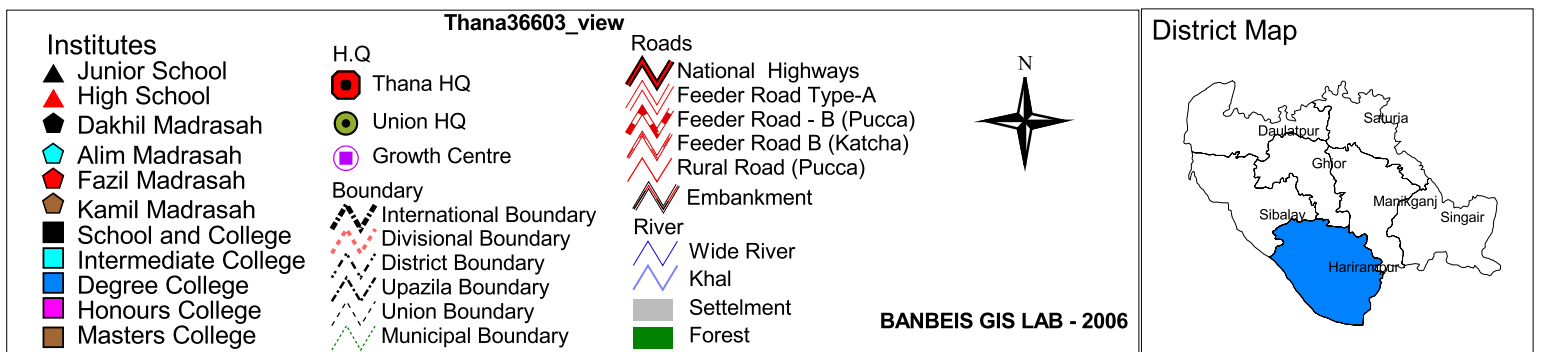 Thana36603_view
Institutes
Junior School
High School
Dakhil Madrasah
Alim Madrasah
Fazil Madrasah
Kamil Madrasah
School and College
Intermediate College
Degree College
Honours College
Masters College
H.Q
Thana HQ
Union HQ
Growth Centre
Boundary
International Boundary
Divisional Boundary
District Boundary
Upazila Boundary
Union Boundary
Municipal Boundary
Roads
National Highways
Feeder Road Type-A
Feeder Road - B (Pucca)
Feeder Road B (Katcha)
Rural Road (Pucca)
Embankment
River
Wide River
Khal
Settelment
Forest
N
BANBEIS GIS LAB - 2006
District Map
Saturia
Daulatpur
Ghior
Manikganj
Sibalay
Singair
Harirampur